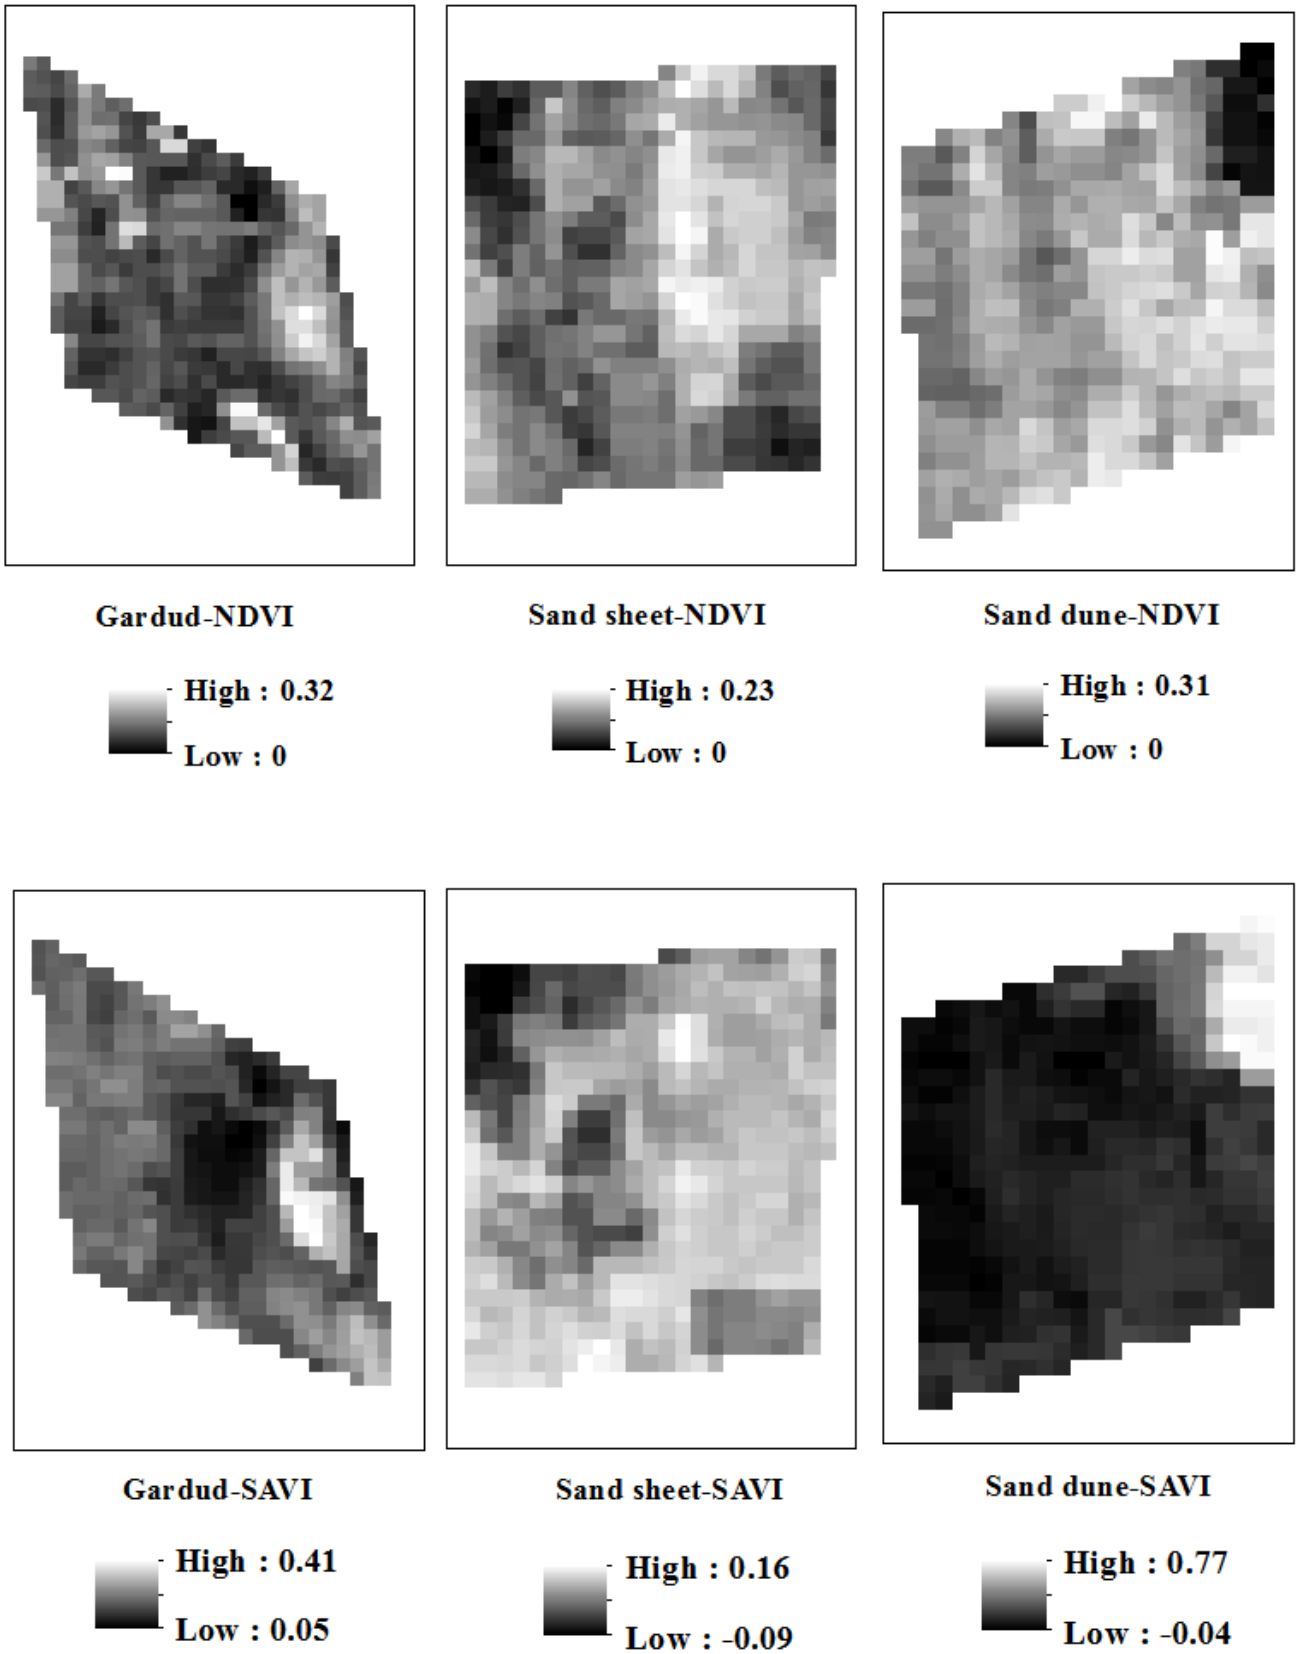 Gardud-NDVI
High : 0.32
Low : 0
Sand sheet-NDVI
High : 0.23
Low : 0
Sand dune-NDVI
High : 0.31
Low : 0
Gardud-SAVI
High : 0.41
Low : 0.05
Sand sheet-SAVI
High : 0.16
Low : -0.09
Sand dune-SAVI
High : 0.77
Low : -0.04